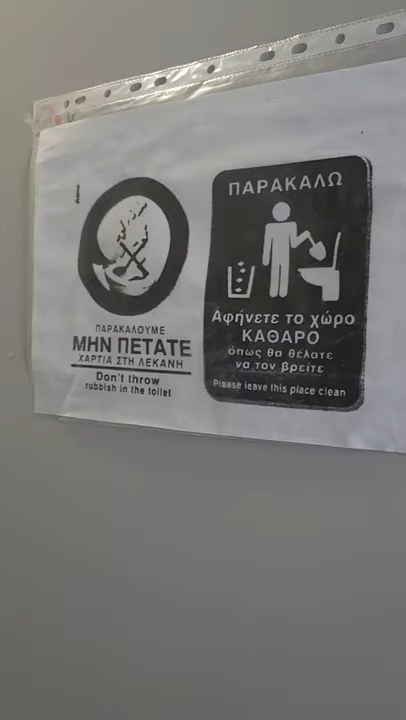 ΠΑΡΑΚΑΛΟΥΜΕ
ΜΗΝ ΠΕΤΑΤΕ
ΧΑΡΤΙΑ ΣΤΗ ΛΕΚΑΝΗ
Don't throw
rubbish in the toilet
ΠΑΡΑΚΑΛΩ
Αφήνετε το χώρο
ΚΑΘΑΡΟ
όπως θα θέλατε
να τον βρείτε
Please leave this place clean